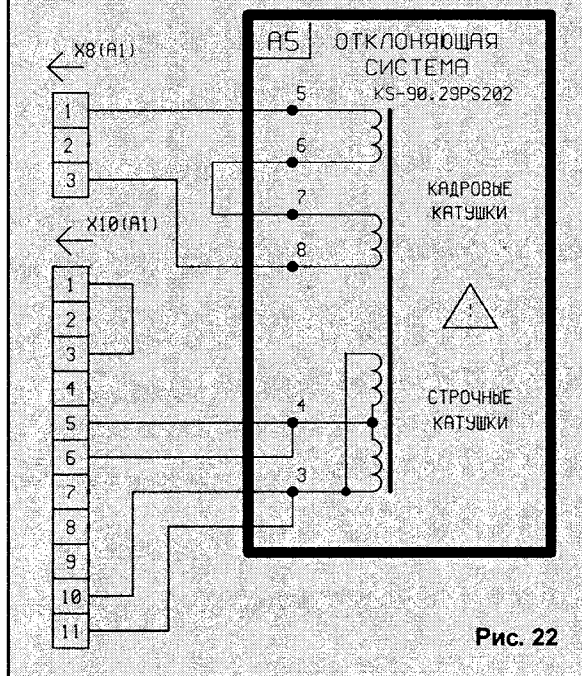 X8(A1)
1
2
3
X10(A1)
1
2
3
4
5
6
7
8
9
10
11
A5
ОТКЛОНЯЮЩАЯ
СИСТЕМА
KS-90.29PS202
5
6
7
8
КАДРОВЫЕ
КАТУШКИ
!
4
3
СТРОЧНЫЕ
КАТУШКИ
Рис. 22